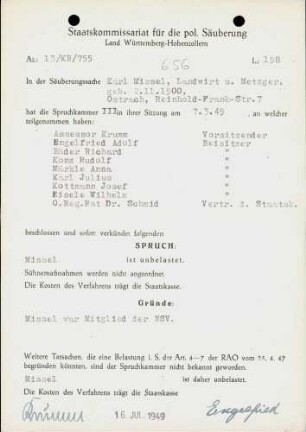 Staatskommissariat für die pol. Säuberung
Land Württemberg-Hohenzollern
Az: 15/KB/755
656
L 198
In der Säuberungssache Karl Missel, Landwirt u. Metzger,
geb. 2.11.1900,
Ostrach, Reinhold-Frank-Str.7
hat die Spruchkammer III in ihrer Sitzung am 7.3.49, an welcher
teilgenommen haben:
Assessor Krumm Vorsitzender
Engelfried Adolf Beisitzer
Bäder Richard "
Konz Rudolf "
Märkle Anna "
Karl Julius "
Kottmann Josef "
Eisele Wilhelm "
O.Reg.Rat Dr. Schmid Vertr. d. Staatsk.
beschlossen und sofort verkündet folgenden
SPRUCH:
Missel ist unbelastet.
Sühnemaßnahmen werden nicht angeordnet.
Die Kosten des Verfahrens trägt die Staatskasse.
Gründe:
Missel war Mitglied der NSV.
Weitere Tatsachen, die eine Belastung i. S. der Art. 4—7 der RAO vom 25. 4. 47
begründen könnten, sind der Spruchkammer nicht bekannt geworden.
Missel ist daher unbelastet.
Die Kosten des Verfahrens trägt die Staatskasse
Krumm 16 JUL 1949 Engelfried